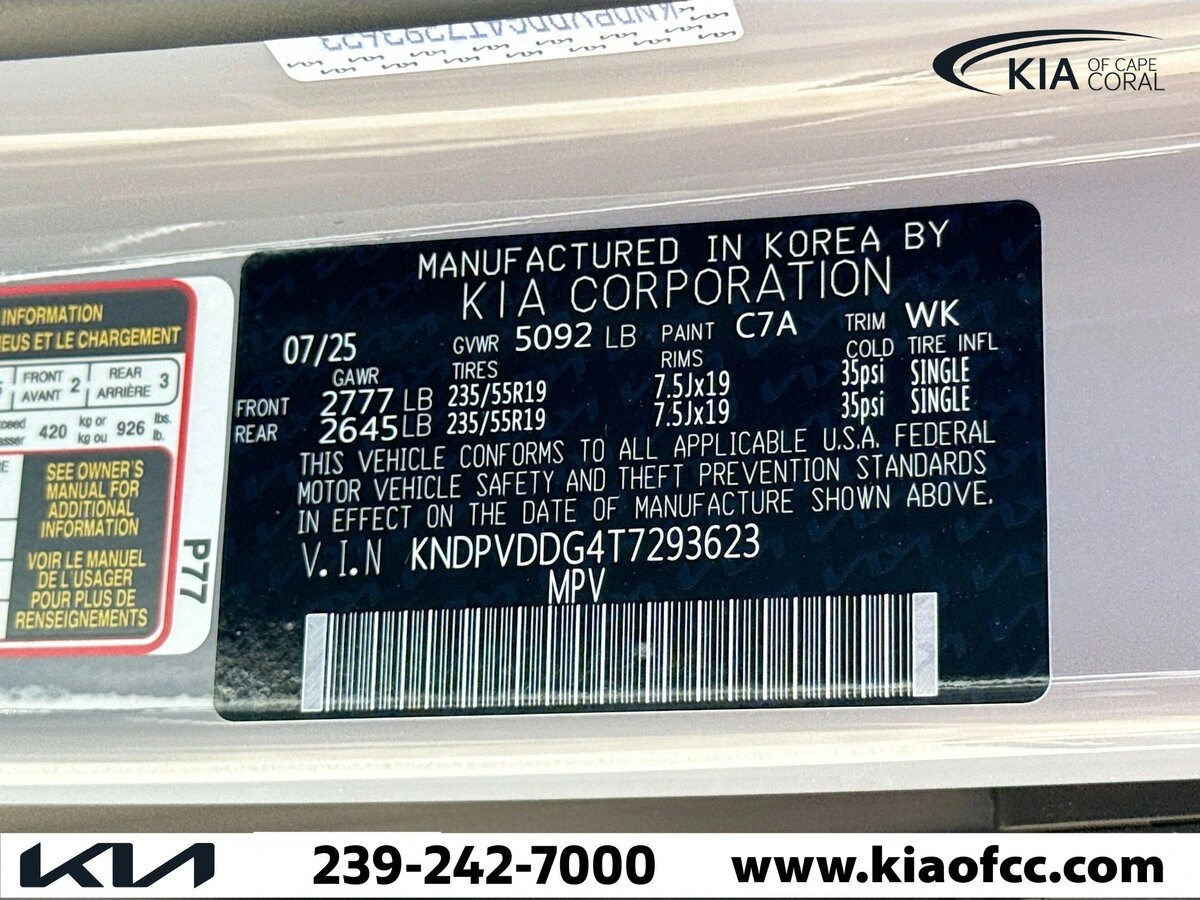 KIA OF CAPE CORAL
MANUFACTURED IN KOREA BY
KIA CORPORATION
07/25 GVWR 5092 LB PAINT C7A TRIM WK
GAWR TIRES RIMS COLD TIRE INFL
FRONT 2777 LB 235/55R19 7.5Jx19 35psi SINGLE
REAR 2645 LB 235/55R19 7.5Jx19 35psi SINGLE
THIS VEHICLE CONFORMS TO ALL APPLICABLE U.S.A. FEDERAL
MOTOR VEHICLE SAFETY AND THEFT PREVENTION STANDARDS
IN EFFECT ON THE DATE OF MANUFACTURE SHOWN ABOVE.
V.I.N KNDPVDDG4T7293623
MPV
INFORMATION
ET LE CHARGEMENT
FRONT AVANT 2 REAR ARRIÈRE 3
420 kg or kg ou 926 lbs. lb.
SEE OWNER'S
MANUAL FOR
ADDITIONAL
INFORMATION
VOIR LE MANUEL
DE L'USAGER
POUR PLUS DE
RENSEIGNEMENTS
P77
KIA 239-242-7000 www.kiaofcc.com